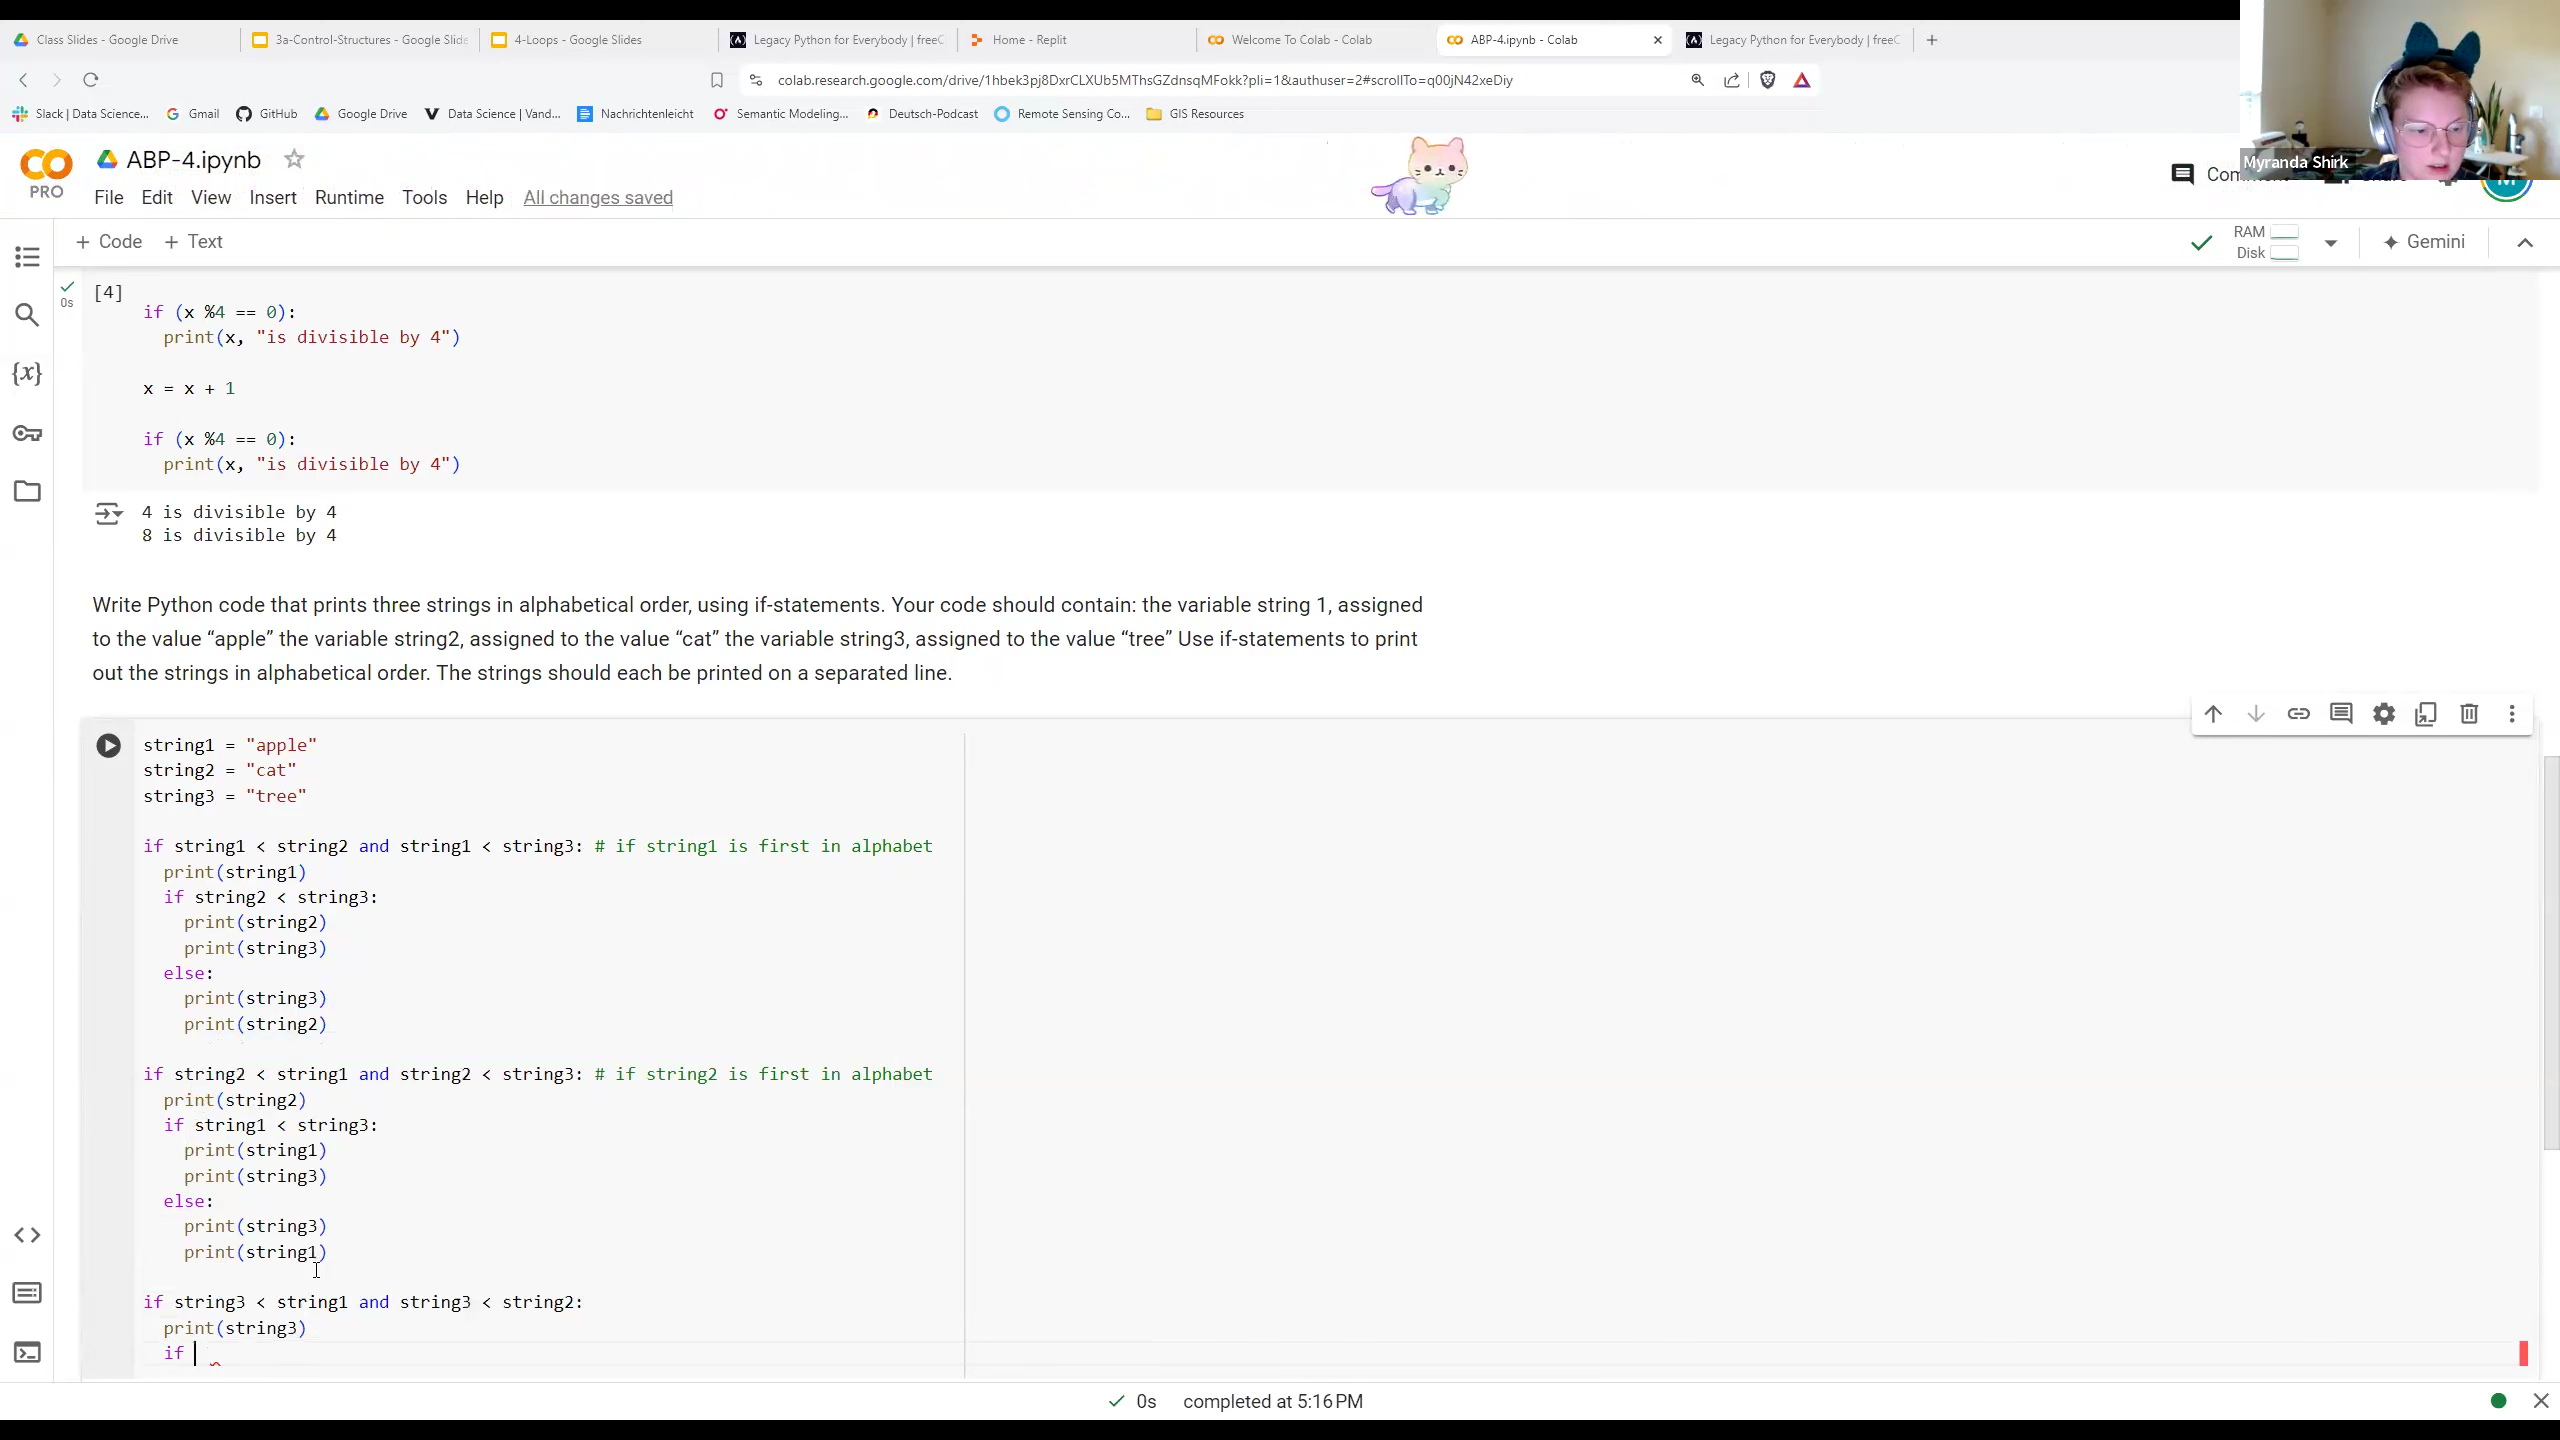 Class Slides - Google Drive
3a-Control-Structures - Google Slide
4-Loops - Google Slides
Legacy Python for Everybody | freeC
Home - Replit
Welcome To Colab - Colab
ABP-4.ipynb - Colab
Legacy Python for Everybody | freeC
colab.research.google.com/drive/1hbek3pj8DxrCLXUb5MThsGZdnsqMFokk?pli=1&authuser=2#scrollTo=q00jN42xeDiy
Slack | Data Science...
Gmail
GitHub
Google Drive
Data Science | Vand...
Nachrichtenleicht
Semantic Modeling...
Deutsch-Podcast
Remote Sensing Co...
GIS Resources
Myranda Shirk
PRO
ABP-4.ipynb
File Edit View Insert Runtime Tools Help All changes saved
+ Code + Text
RAM
Disk
Gemini
[4]
0s
if (x %4 == 0):
print(x, "is divisible by 4")
x = x + 1
if (x %4 == 0):
print(x, "is divisible by 4")
4 is divisible by 4
8 is divisible by 4
Write Python code that prints three strings in alphabetical order, using if-statements. Your code should contain: the variable string 1, assigned
to the value “apple” the variable string2, assigned to the value “cat” the variable string3, assigned to the value “tree” Use if-statements to print
out the strings in alphabetical order. The strings should each be printed on a separated line.
string1 = "apple"
string2 = "cat"
string3 = "tree"
if string1 < string2 and string1 < string3: # if string1 is first in alphabet
print(string1)
if string2 < string3:
print(string2)
print(string3)
else:
print(string3)
print(string2)
if string2 < string1 and string2 < string3: # if string2 is first in alphabet
print(string2)
if string1 < string3:
print(string1)
print(string3)
else:
print(string3)
print(string1)
if string3 < string1 and string3 < string2:
print(string3)
if
0s completed at 5:16 PM